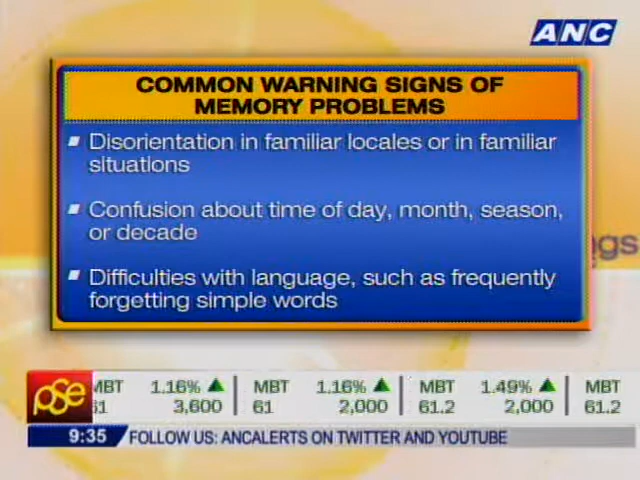 ANC
COMMON WARNING SIGNS OF
MEMORY PROBLEMS
Disorientation in familiar locales or in familiar
situations
Confusion about time of day, month, season,
or decade
Difficulties with language, such as frequently
forgetting simple words
ngs
pse
MBT 1.16% MBT 1.16% MBT 1.49% MBT
61 3,600 61 2,000 61.2 2,000 61.2
9:35 FOLLOW US: ANCALERTS ON TWITTER AND YOUTUBE